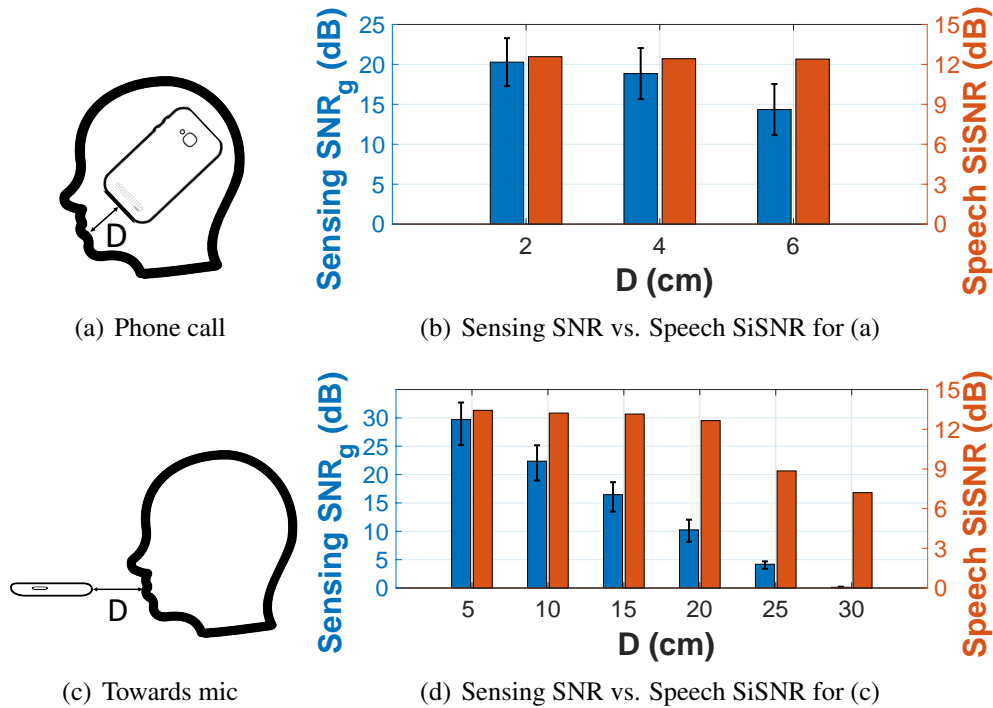 D
(a) Phone call
Sensing SNRg (dB)
25
20
15
10
5
0
15
12
9
6
3
0
Speech SiSNR (dB)
2 4 6
D (cm)
(b) Sensing SNR vs. Speech SiSNR for (a)
D
(c) Towards mic
Sensing SNRg (dB)
30
25
20
15
10
5
0
15
12
9
6
3
0
Speech SiSNR (dB)
5 10 15 20 25 30
D (cm)
(d) Sensing SNR vs. Speech SiSNR for (c)